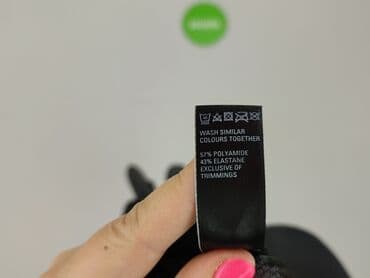 WASH SIMILAR
COLOURS TOGETHER
57% POLYAMIDE
43% ELASTANE
EXCLUSIVE OF
TRIMMINGS